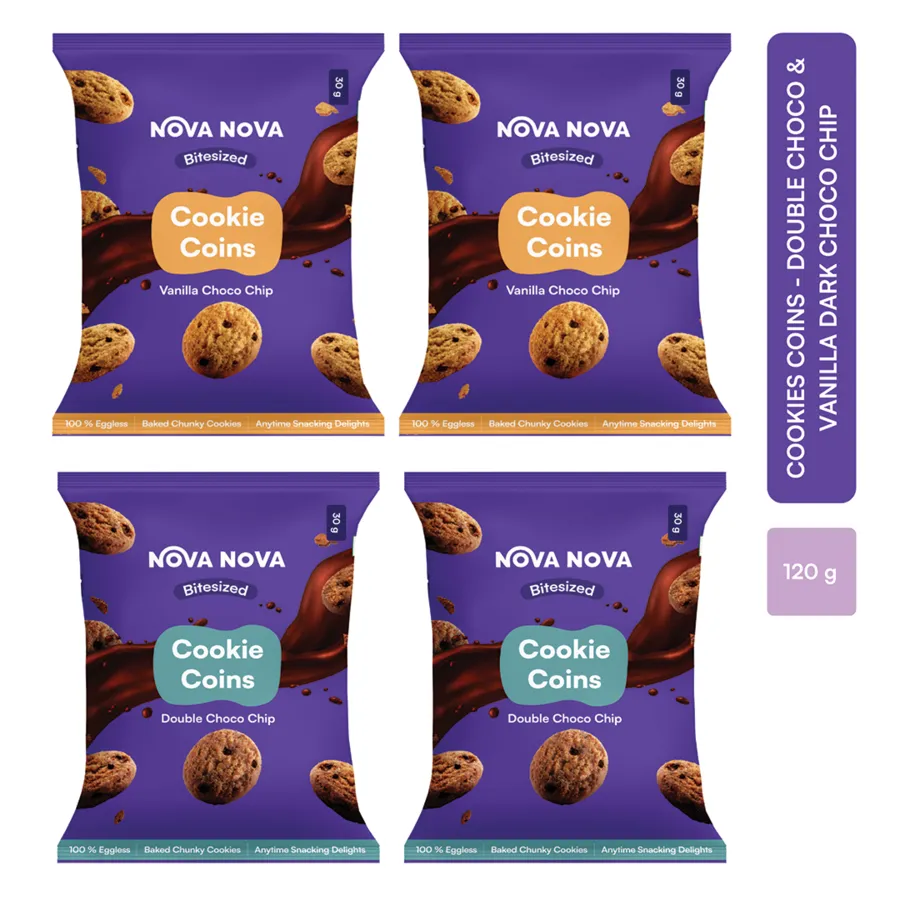 30 g
NOVA NOVA
Bitesized
Cookie
Coins
Vanilla Choco Chip
100 % Eggless | Baked Chunky Cookies | Anytime Snacking Delights
30 g
NOVA NOVA
Bitesized
Cookie
Coins
Vanilla Choco Chip
100 % Eggless | Baked Chunky Cookies | Anytime Snacking Delights
30 g
NOVA NOVA
Bitesized
Cookie
Coins
Double Choco Chip
100 % Eggless | Baked Chunky Cookies | Anytime Snacking Delights
30 g
NOVA NOVA
Bitesized
Cookie
Coins
Double Choco Chip
100 % Eggless | Baked Chunky Cookies | Anytime Snacking Delights
COOKIES COINS - DOUBLE CHOCO &
VANILLA DARK CHOCO CHIP
120 g